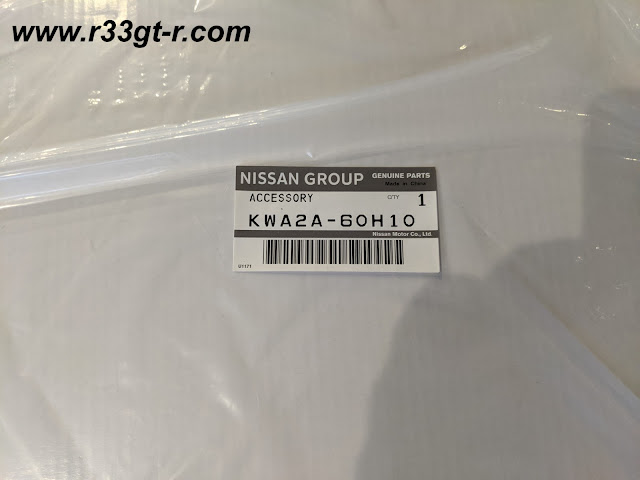 www.r33gt-r.com
NISSAN GROUP GENUINE PARTS
Made in China
ACCESSORY QTY 1
KWA2A-60H10
Nissan Motor Co., Ltd.